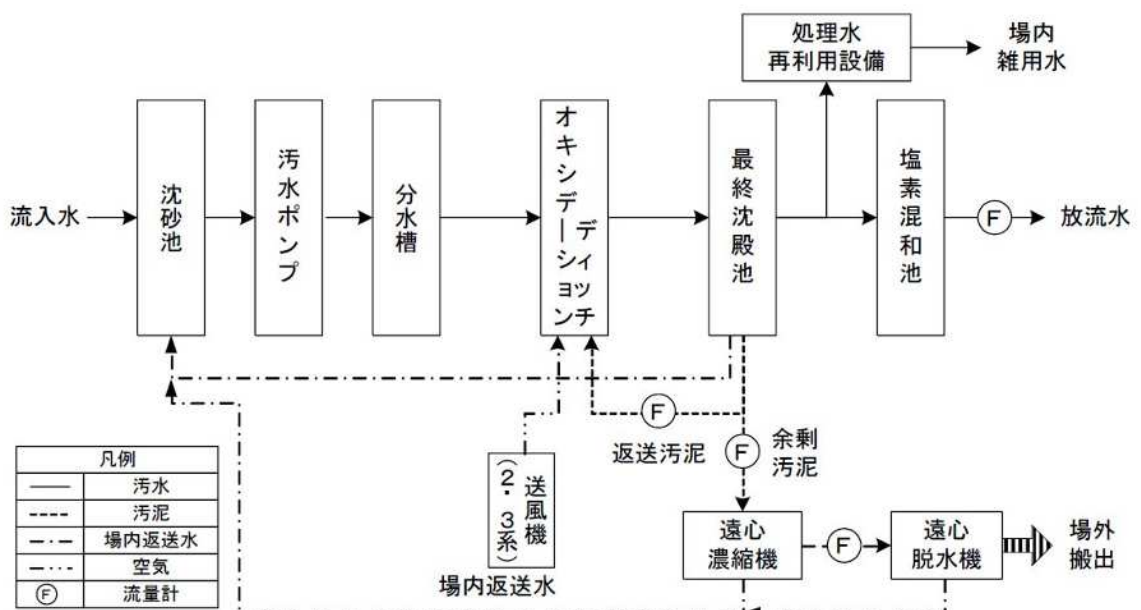 処理水
再利用設備
場内
雑用水
流入水
沈砂池
汚水ポンプ
分水槽
オキシデーション
ディッチ
最終沈殿池
塩素混和池
F
放流水
F
返送汚泥
F
余剰
汚泥
送風機
(2・3系)
場内返送水
遠心
濃縮機
F
遠心
脱水機
場外
搬出
凡例
汚水
汚泥
場内返送水
空気
F 流量計